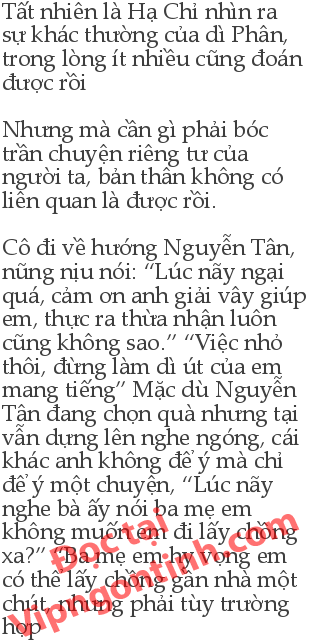 Tất nhiên là Hạ Chi nhìn ra
sự khác thường của dì Phân,
trong lòng ít nhiều cũng đoán
được rồi
Nhưng mà cần gì phải bóc
trần chuyện riêng tư của
người ta, bản thân không có
liên quan là được rồi.
Cô đi về hướng Nguyễn Tân,
nũng nịu nói: “Lúc nãy ngại
quá, cảm ơn anh giải vây giúp
em, thực ra thừa nhận luôn
cũng không sao.” “Việc nhỏ
thôi, đừng làm dì út của em
mang tiếng” Mặc dù Nguyễn
Tân đang chọn quà nhưng tai
vẫn dựng lên nghe ngóng, cái
khác anh không để ý mà chỉ
để ý một chuyện, “Lúc nãy
nghe bà ấy nói ba mẹ em
không muốn em đi lấy chồng
xa?” “Ba mẹ em hy vọng em
có thể lấy chồng gần nhà một
chút, nhưng phải tùy trường
hợp
Đọc tại
Vipngontinh.com